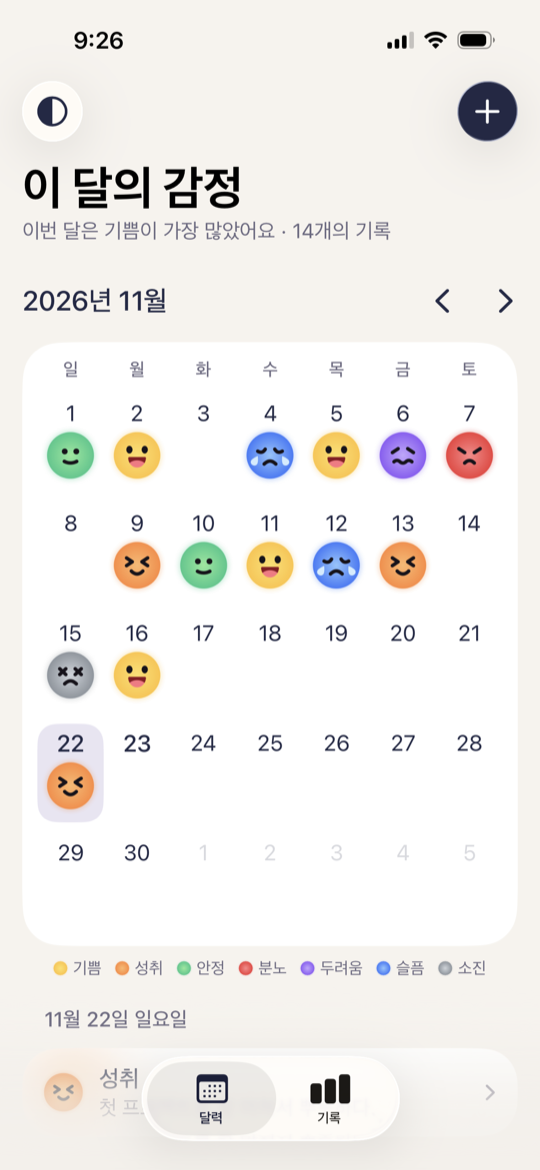 9:26
이 달의 감정
이번 달은 기쁨이 가장 많았어요 · 14개의 기록
2026년 11월
일 월 화 수 목 금 토
1 2 3 4 5 6 7
8 9 10 11 12 13 14
15 16 17 18 19 20 21
22 23 24 25 26 27 28
29 30 1 2 3 4 5
기쁨 성취 안정 분노 두려움 슬픔 소진
11월 22일 일요일
성취
첫
달력 기록